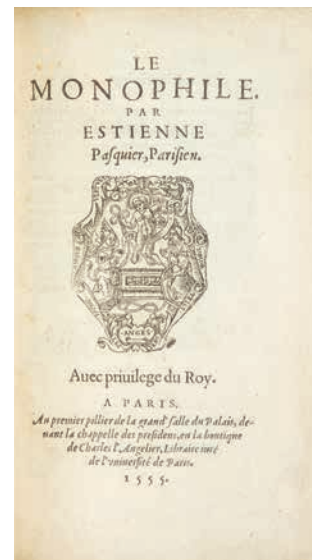 LE
MONOPHILE.
PAR
ESTIENNE
Paſquier, Pariſien.
Auec priuilege du Roy.
A PARIS.
Au premier pillier de la grand' ſalle du Palais, de-
uant la chappelle des preſidens, en la boutique
de Charles l'Angelier, Libraire iuré
de l'vniuerſité de Paris.
1555.